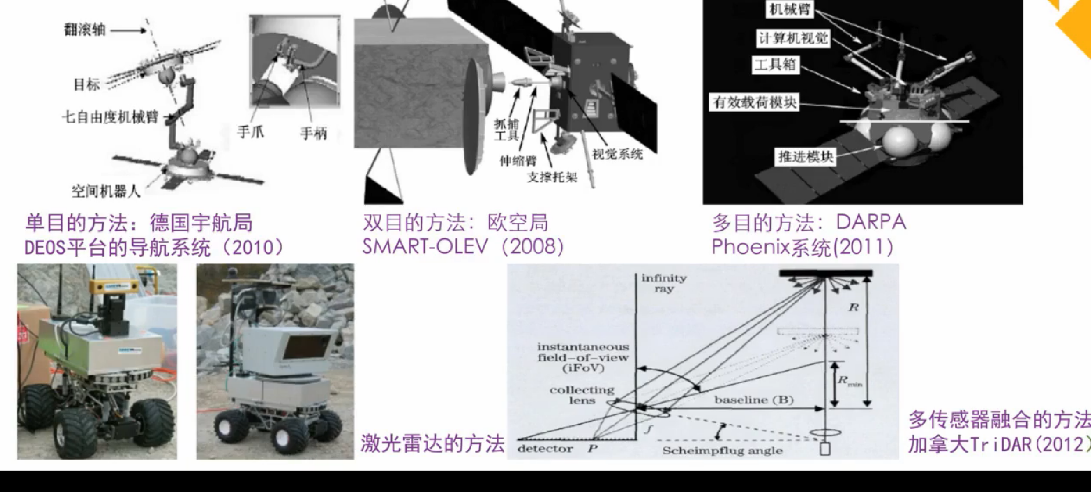 翻滚轴
目标
七自由度机械臂
空间机器人
手爪
手柄
抓捕
工具
伸缩臂
支撑托架
视觉系统
机械臂
计算机视觉
工具箱
有效载荷模块
推进模块
单目的方法：德国宇航局
DEOS平台的导航系统（2010）
双目的方法：欧空局
SMART-OLEV（2008）
多目的方法：DARPA
Phoenix系统(2011)
激光雷达的方法
infinity
ray
R
instantaneous
field-of-view
(iFoV)
Rmin
collecting
lens
baseline (B)
f
detector
P
Scheimpflug angle
多传感器融合的方法
加拿大TriDAR(2012)